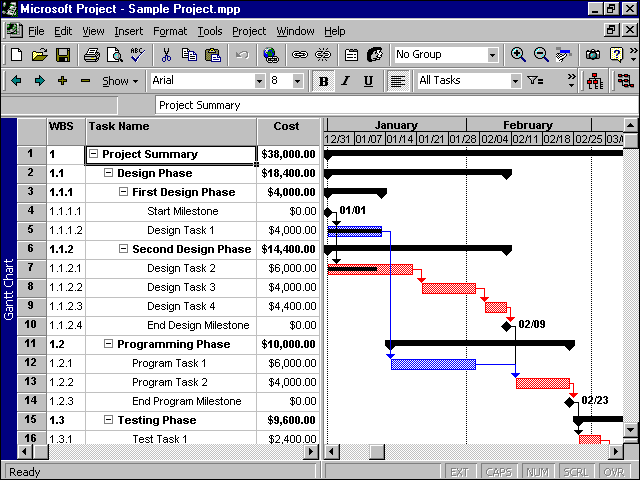 Microsoft Project - Sample Project.mpp
File Edit View Insert Format Tools Project Window Help
No Group
Show Arial 8 B I U All Tasks
Project Summary
WBS Task Name Cost January February
12/31 01/07 01/14 01/21 01/28 02/04 02/11 02/18 02/25 03/0
1 1 Project Summary $38,000.00
2 1.1 Design Phase $18,400.00
3 1.1.1 First Design Phase $4,000.00
4 1.1.1.1 Start Milestone $0.00 01/01
5 1.1.1.2 Design Task 1 $4,000.00
6 1.1.2 Second Design Phase $14,400.00
7 1.1.2.1 Design Task 2 $6,000.00
8 1.1.2.2 Design Task 3 $4,000.00
9 1.1.2.3 Design Task 4 $4,400.00
10 1.1.2.4 End Design Milestone $0.00 02/09
11 1.2 Programming Phase $10,000.00
12 1.2.1 Program Task 1 $6,000.00
13 1.2.2 Program Task 2 $4,000.00
14 1.2.3 End Program Milestone $0.00 02/23
15 1.3 Testing Phase $9,600.00
16 1.3.1 Test Task 1 $2,400.00
Gantt Chart
Ready EXT CAPS NUM SCRL OVR